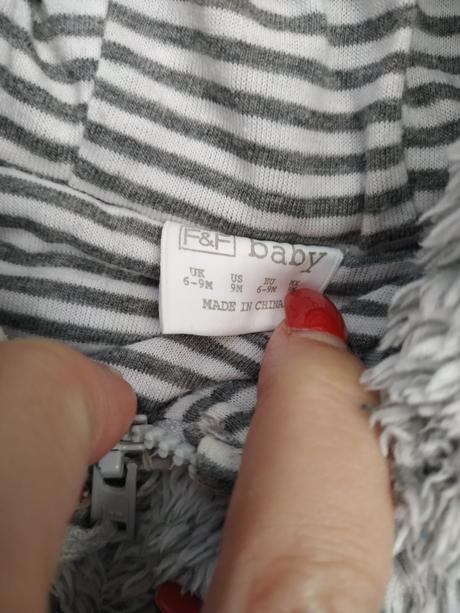 F&F baby
UK US EU
6-9M 9M 6-9M
MADE IN CHINA